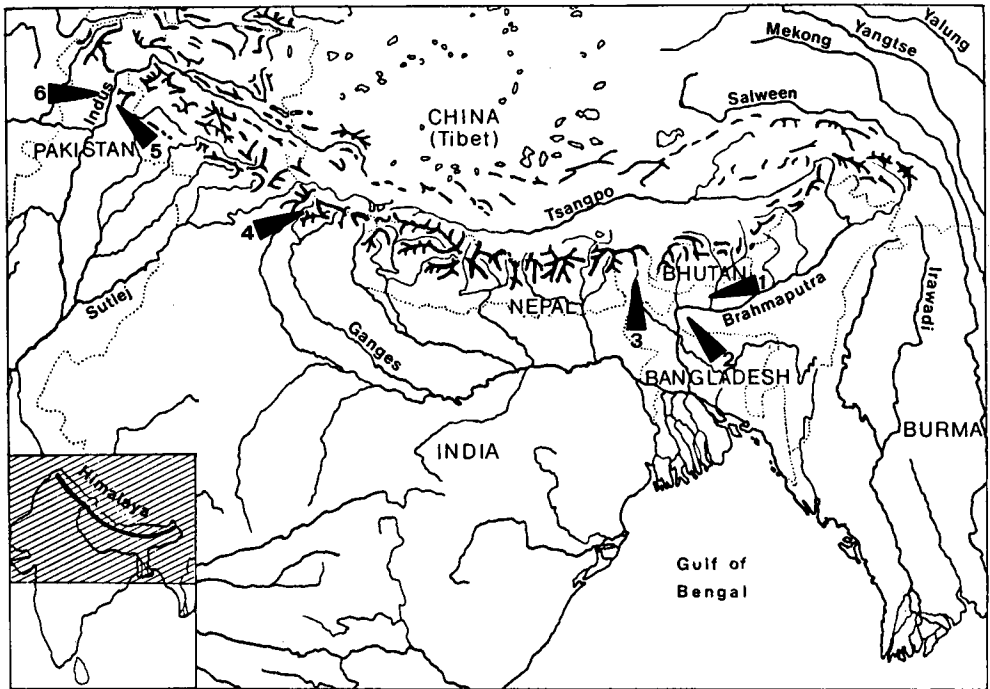 Yalung
Yangtse
Mekong
Salween
6
Indus
5
PAKISTAN
CHINA
(Tibet)
Tsangpo
4
BHUTAN
1
NEPAL
Brahmaputra
Irawadi
Sutlej
Ganges
3
2
BANGLADESH
INDIA
BURMA
Himalaya
Gulf of
Bengal